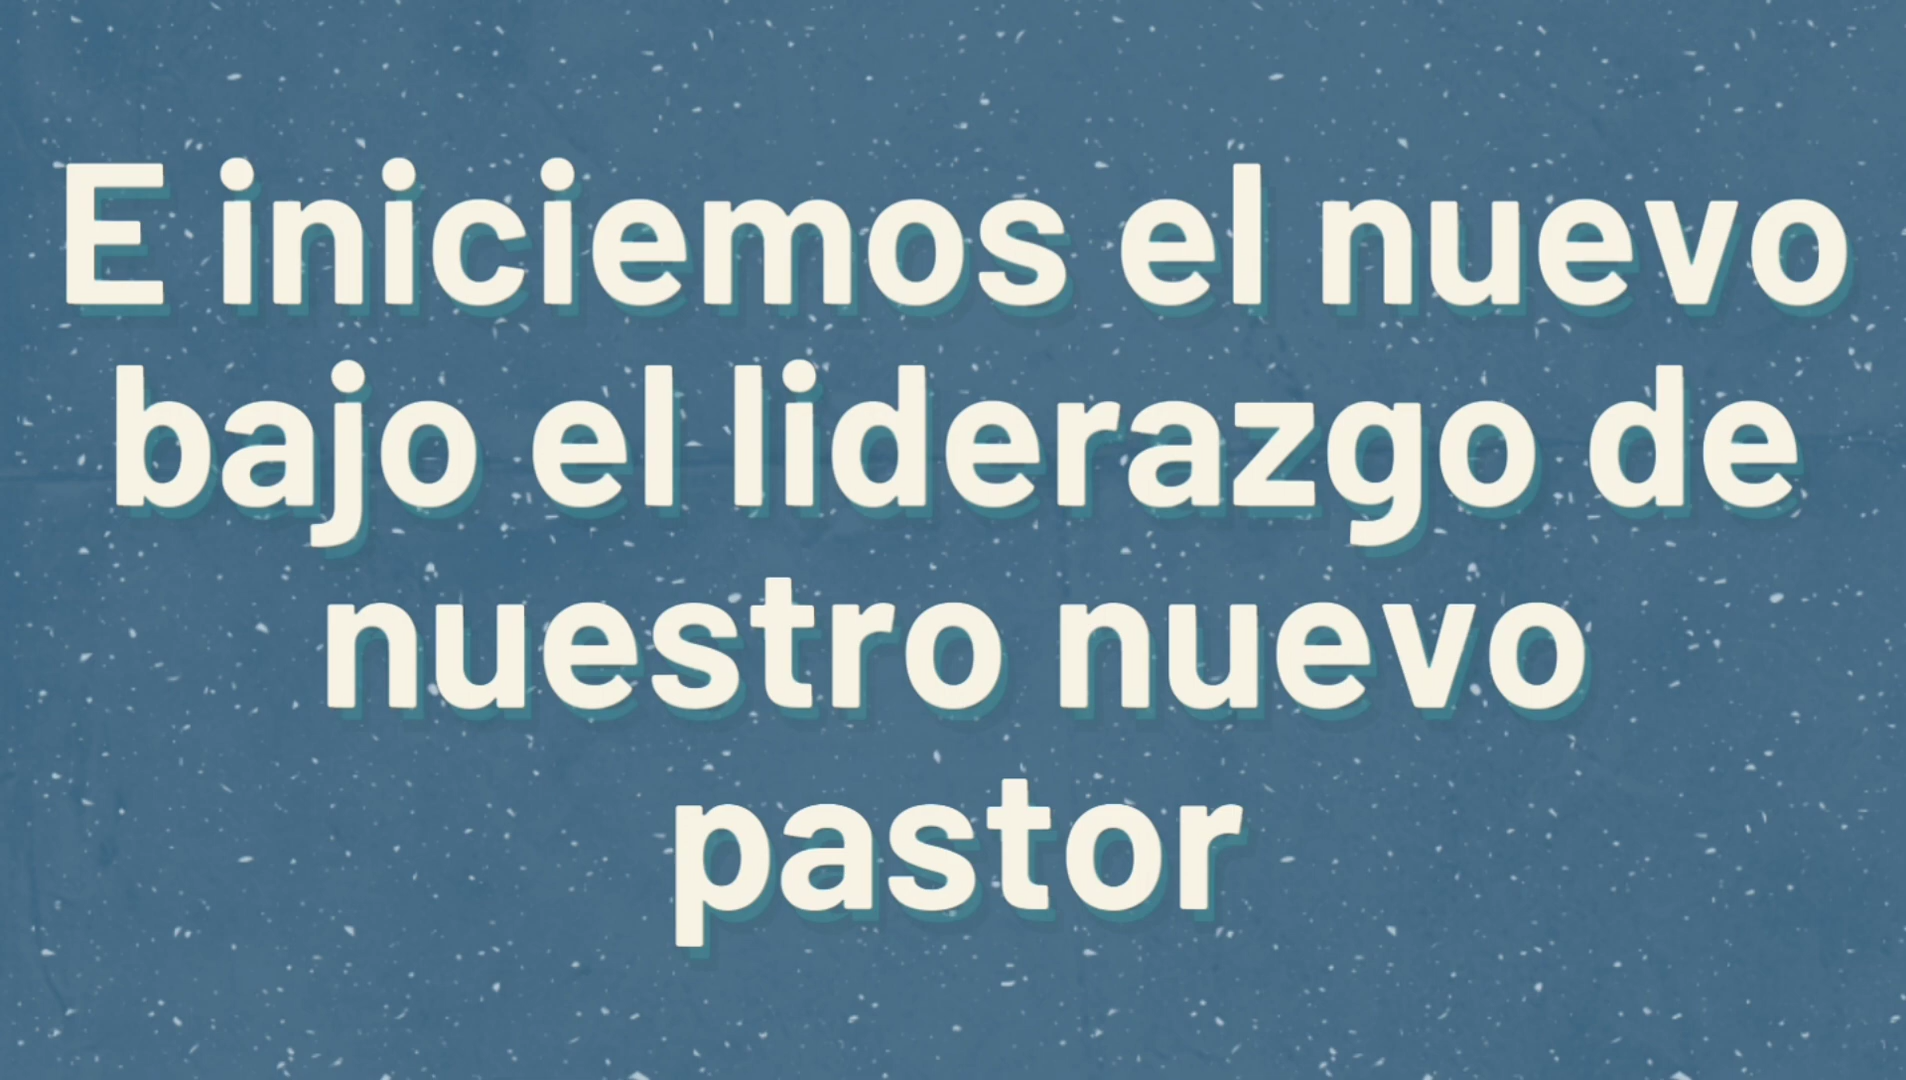 E iniciemos el nuevo
bajo el liderazgo de
nuestro nuevo
pastor